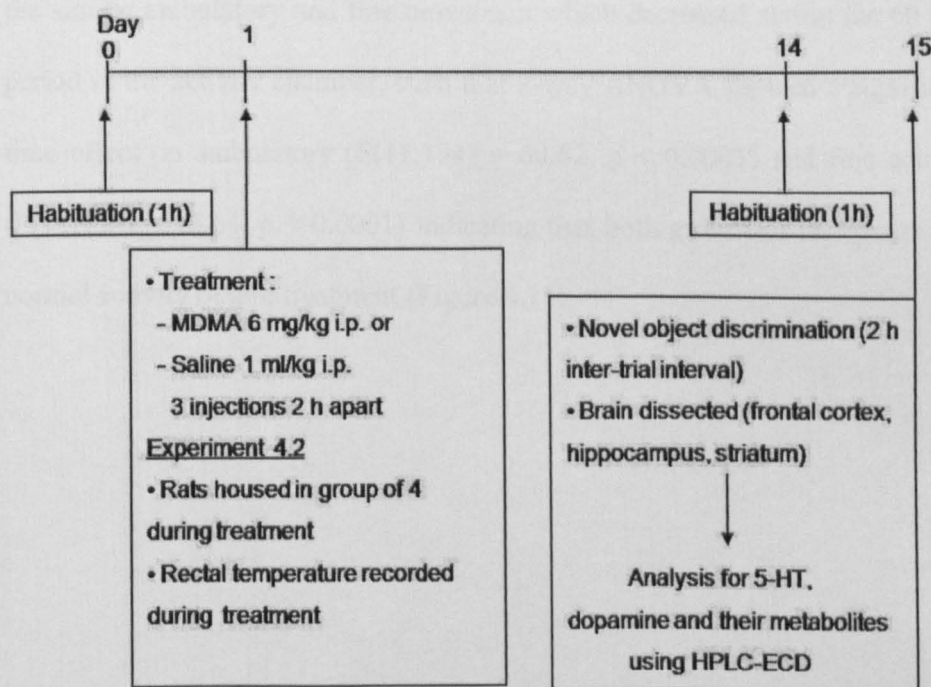 Day
0 1 14 15
Habituation (1h)
Habituation (1h)
• Treatment :
– MDMA 6 mg/kg i.p. or
– Saline 1 ml/kg i.p.
3 injections 2 h apart
Experiment 4.2
• Rats housed in group of 4
during treatment
• Rectal temperature recorded
during treatment
• Novel object discrimination (2 h
inter-trial interval)
• Brain dissected (frontal cortex,
hippocampus, striatum)
Analysis for 5-HT,
dopamine and their metabolites
using HPLC-ECD